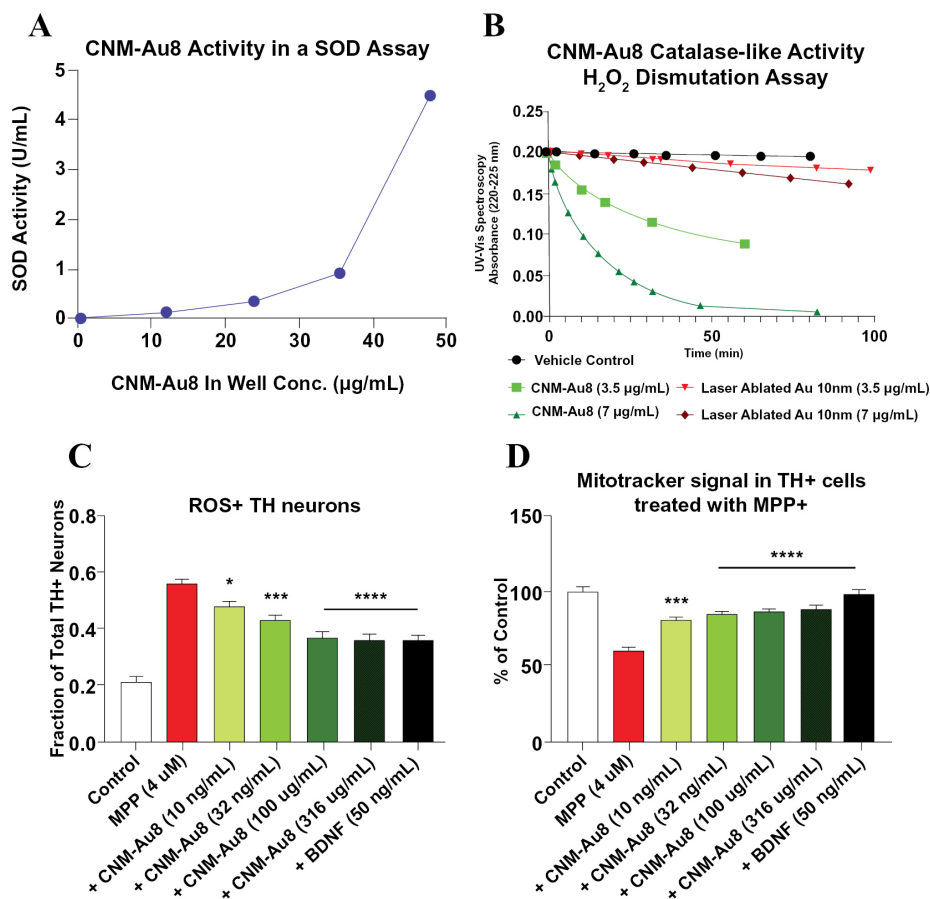 A
CNM-Au8 Activity in a SOD Assay
SOD Activity (U/mL)
5
4
3
2
1
0
0
10
20
30
40
50
CNM-Au8 In Well Conc. (µg/mL)
B
CNM-Au8 Catalase-like Activity
H₂O₂ Dismutation Assay
UV-Vis Spectroscopy
Absorbance (220-225 nm)
0.25
0.20
0.15
0.10
0.05
0.00
0
50
100
Time (min)
Vehicle Control
CNM-Au8 (3.5 µg/mL)
Laser Ablated Au 10nm (3.5 µg/mL)
CNM-Au8 (7 µg/mL)
Laser Ablated Au 10nm (7 µg/mL)
C
ROS+ TH neurons
Fraction of Total TH+ Neurons
0.8
0.6
0.4
0.2
0.0
*
***
****
Control
MPP (4 uM)
+ CNM-Au8 (10 ng/mL)
+ CNM-Au8 (32 ng/mL)
+ CNM-Au8 (100 ug/mL)
+ CNM-Au8 (316 ug/mL)
+ BDNF (50 ng/mL)
D
Mitotracker signal in TH+ cells
treated with MPP+
% of Control
150
100
50
0
***
****
Control
MPP (4 uM)
+ CNM-Au8 (10 ng/mL)
+ CNM-Au8 (32 ng/mL)
+ CNM-Au8 (100 ug/mL)
+ CNM-Au8 (316 ug/mL)
+ BDNF (50 ng/mL)